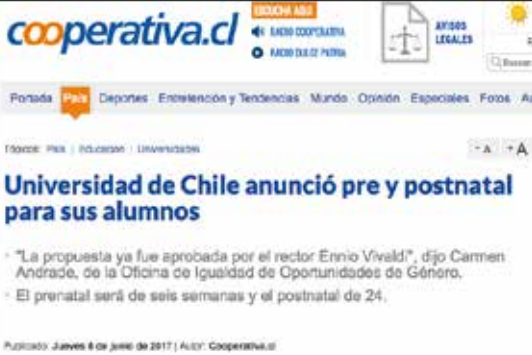 cooperativa.cl
ESCUCHA AQUÍ
RADIO COOPERATIVA
RADIO DULCE PATRIA
AVISOS
LEGALES
Buscar
Portada País Deportes Entretención y Tendencias Mundo Opinión Especiales Fotos
Tópicos: País | Educación | Universidades
- A + A
Universidad de Chile anunció pre y postnatal
para sus alumnos
"La propuesta ya fue aprobada por el rector Ennio Vivaldi", dijo Carmen
Andrade, de la Oficina de Igualdad de Oportunidades de Género.
El prenatal será de seis semanas y el postnatal de 24.
Publicado: Jueves 8 de junio de 2017 | Autor: Cooperativa.cl